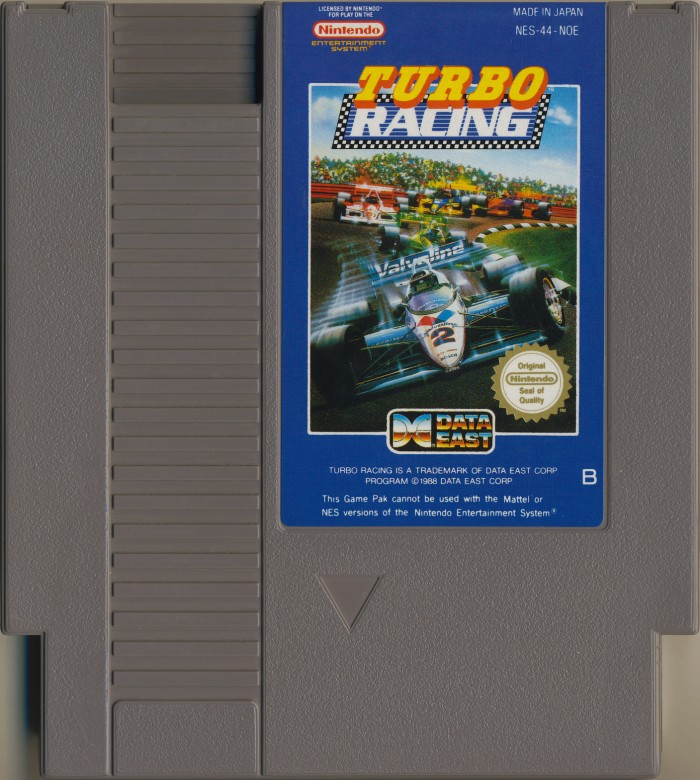 LICENSED BY NINTENDO®
FOR PLAY ON THE
Nintendo®
ENTERTAINMENT
SYSTEM™
MADE IN JAPAN
NES-44-NOE
TURBO
RACING™
Valvoline
2
Original
Nintendo
Seal of
Quality
DATA
EAST
TURBO RACING IS A TRADEMARK OF DATA EAST CORP
PROGRAM ©1988 DATA EAST CORP
B
This Game Pak cannot be used with the Mattel or
NES versions of the Nintendo Entertainment System®